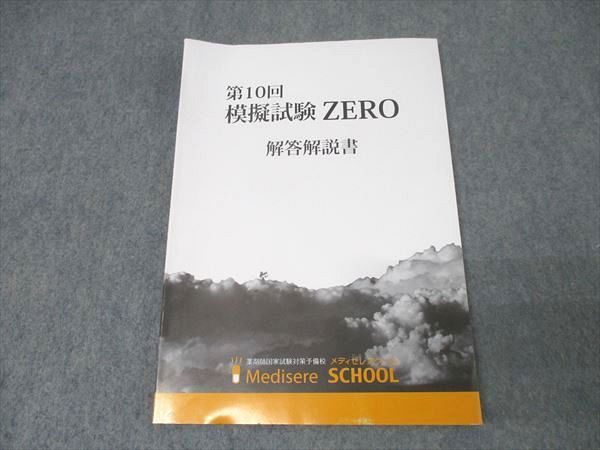 第10回
模擬試験 ZERO
解答解説書
薬剤師国家試験対策予備校 メディセレスクール
Medisere SCHOOL